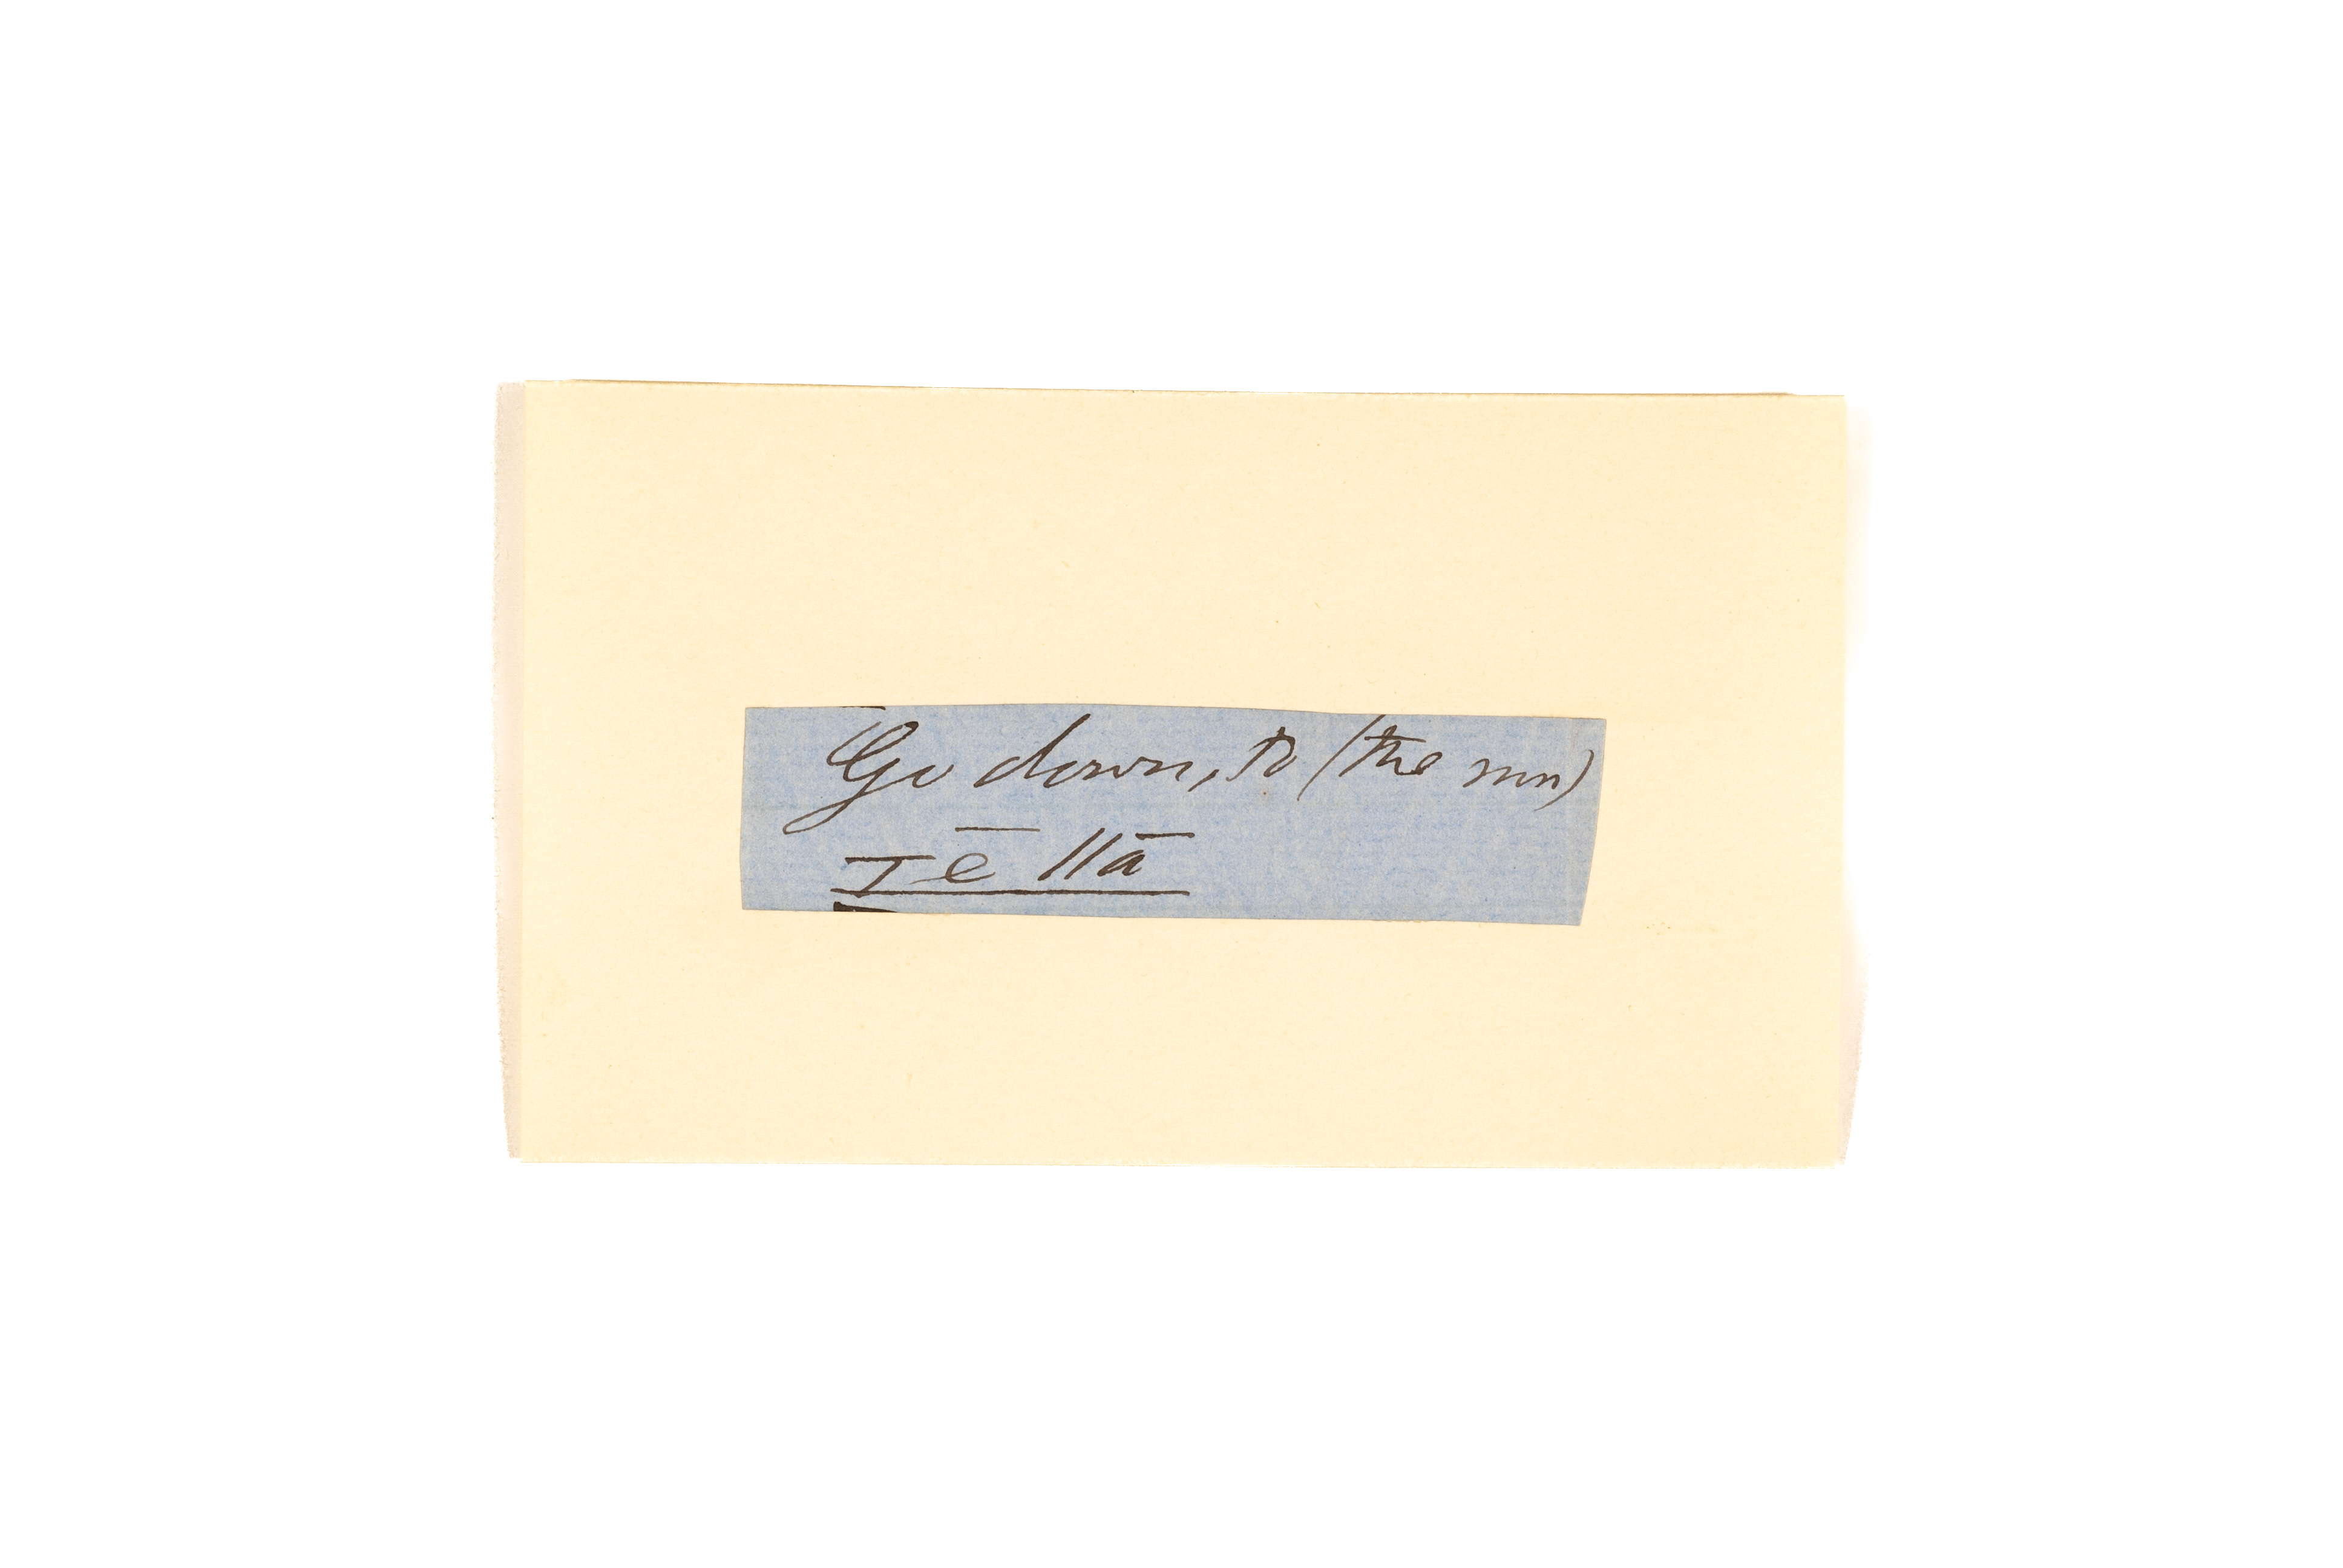 Go down, to (the sun)
Tē llā